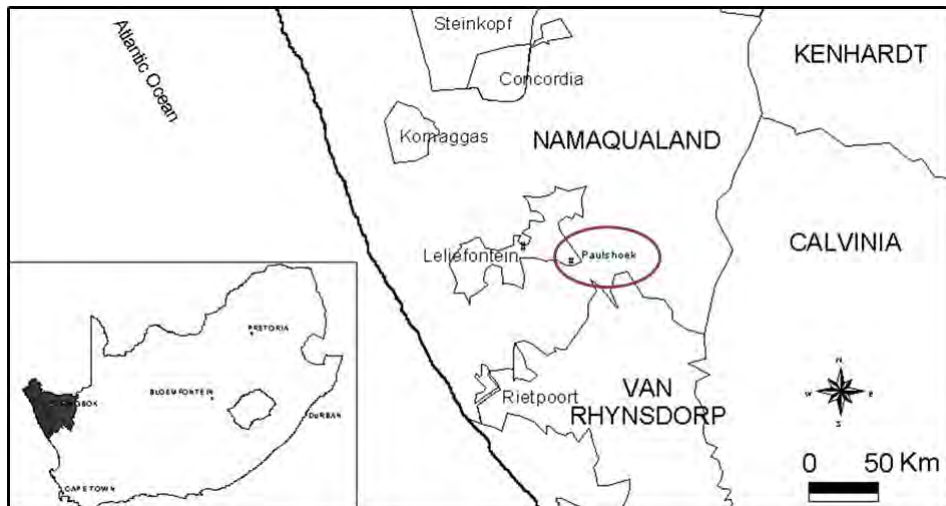 Atlantic Ocean
Steinkopf
Concordia
Komaggas
KENHARDT
NAMAQUALAND
CALVINIA
Leliefontein
Paulshoek
Rietpoort
VAN
RHYNSDORP
N
W E
S
0 50 Km
PRETORIA
BLOEMFONTEIN
DURBAN
CAPE TOWN